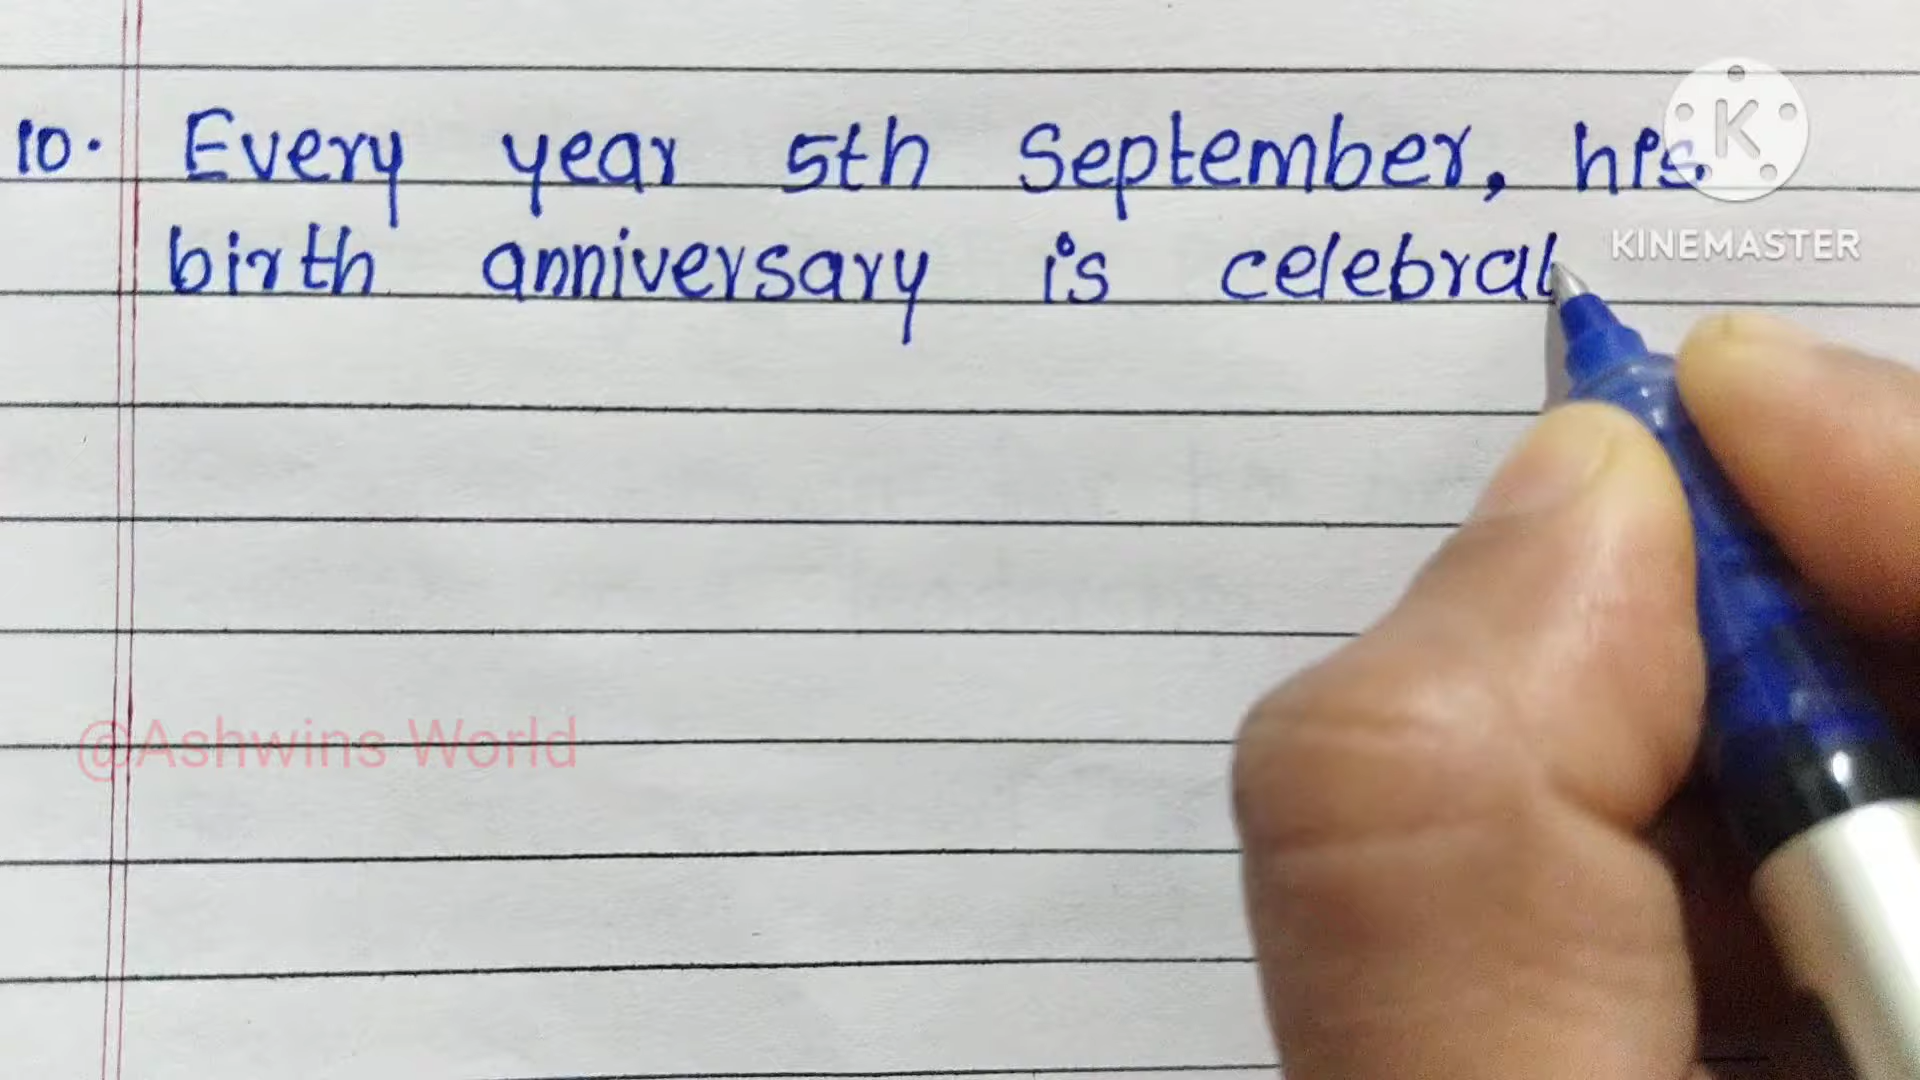 10. Every year 5th September, his
K
KINEMASTER
birth anniversary is celebrat
@Ashwins World